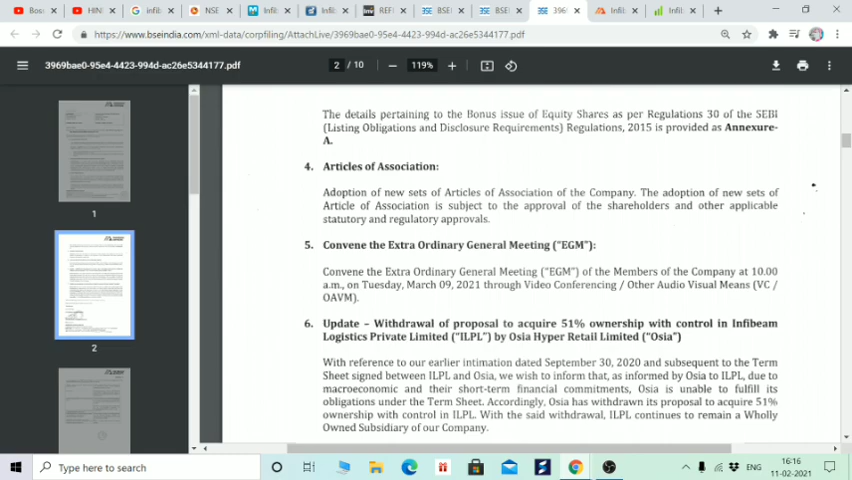 Bos
HIN
infil
NSE
Infil
Infil
REF
BSE
BSE
396
Infil
Infil
https://www.bseindia.com/xml-data/corpfiling/AttachLive/3969bae0-95e4-4423-994d-ac26e5344177.pdf
3969bae0-95e4-4423-994d-ac26e5344177.pdf
2 / 10
119%
1
2
The details pertaining to the Bonus issue of Equity Shares as per Regulations 30 of the SEBI
(Listing Obligations and Disclosure Requirements) Regulations, 2015 is provided as Annexure-
A.
4. Articles of Association:
Adoption of new sets of Articles of Association of the Company. The adoption of new sets of
Article of Association is subject to the approval of the shareholders and other applicable
statutory and regulatory approvals.
5. Convene the Extra Ordinary General Meeting ("EGM"):
Convene the Extra Ordinary General Meeting ("EGM") of the Members of the Company at 10.00
a.m., on Tuesday, March 09, 2021 through Video Conferencing / Other Audio Visual Means (VC /
OAVM).
6. Update – Withdrawal of proposal to acquire 51% ownership with control in Infibeam
Logistics Private Limited ("ILPL") by Osia Hyper Retail Limited ("Osia")
With reference to our earlier intimation dated September 30, 2020 and subsequent to the Term
Sheet signed between ILPL and Osia, we wish to inform that, as informed by Osia to ILPL, due to
macroeconomic and their short-term financial commitments, Osia is unable to fulfill its
obligations under the Term Sheet. Accordingly, Osia has withdrawn its proposal to acquire 51%
ownership with control in ILPL. With the said withdrawal, ILPL continues to remain a Wholly
Owned Subsidiary of our Company.
Type here to search
ENG
16:16
11-02-2021